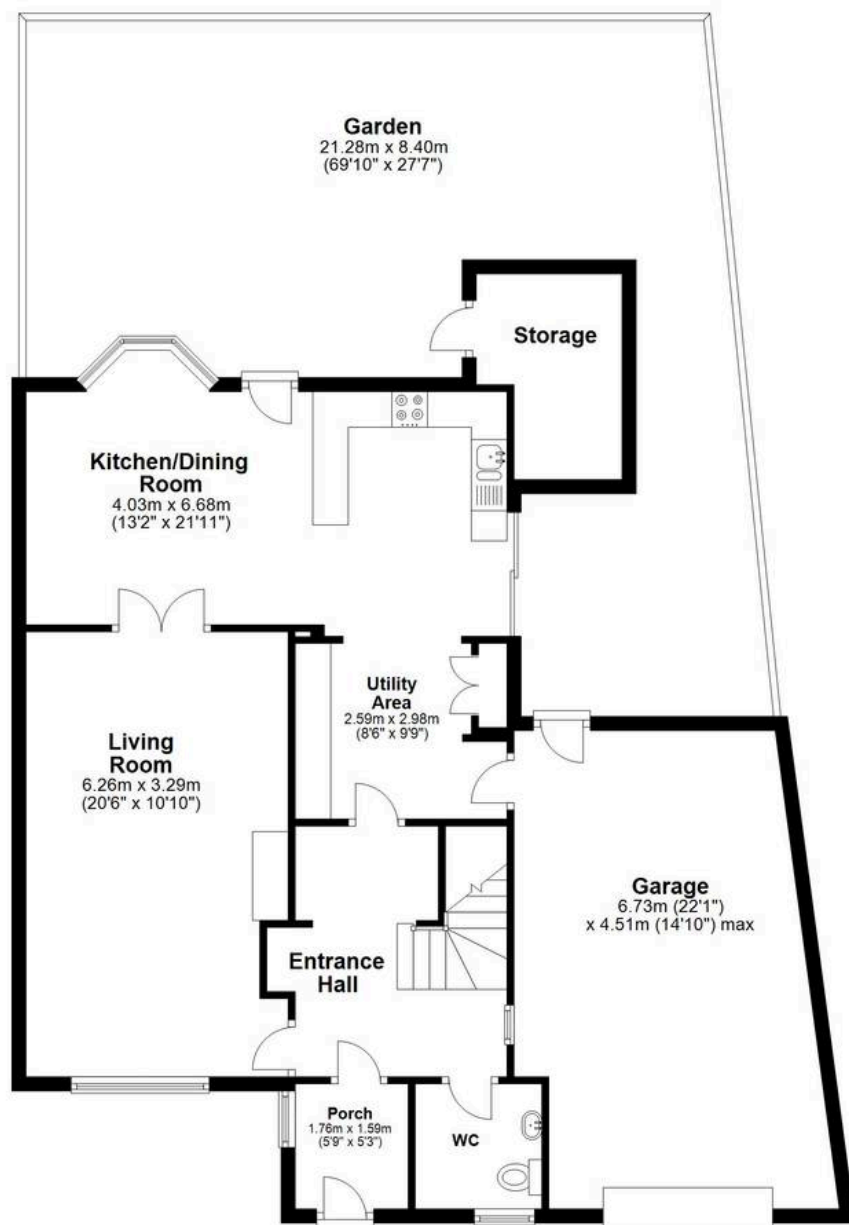 Garden
21.28m x 8.40m
(69'10" x 27'7")
Storage
Kitchen/Dining
Room
4.03m x 6.68m
(13'2" x 21'11")
Utility
Area
2.59m x 2.98m
(8'6" x 9'9")
Living
Room
6.26m x 3.29m
(20'6" x 10'10")
Garage
6.73m (22'1")
x 4.51m (14'10") max
Entrance
Hall
Porch
1.76m x 1.59m
(5'9" x 5'3")
WC